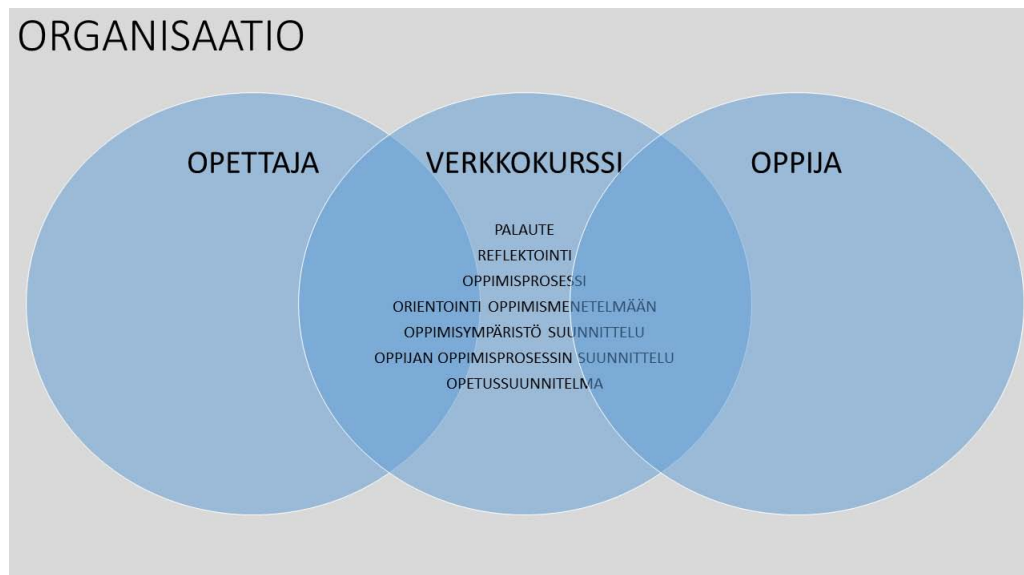 ORGANISAATIO
OPETTAJA
VERKKOKURSSI
OPPIJA
PALAUTE
REFLEKTOINTI
OPPIMISPROSESSI
ORIENTOINTI OPPIMISMENETELMÄÄN
OPPIMISYMPÄRISTÖ SUUNNITTELU
OPPIJAN OPPIMISPROSESSIN SUUNNITTELU
OPETUSSUUNNITELMA